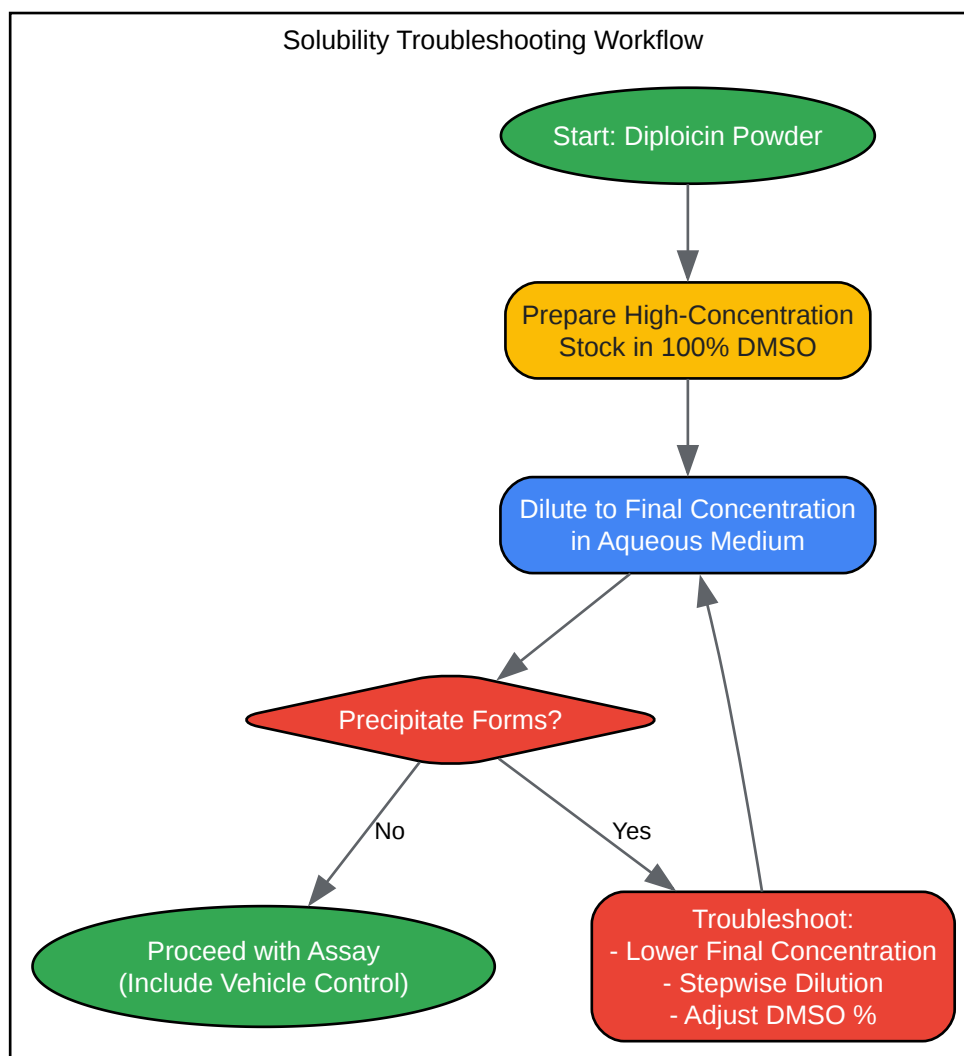 Solubility Troubleshooting Workflow
Start: Diploicin Powder
Prepare High-Concentration
Stock in 100% DMSO
Dilute to Final Concentration
in Aqueous Medium
Precipitate Forms?
No
Yes
Proceed with Assay
(Include Vehicle Control)
Troubleshoot:
- Lower Final Concentration
- Stepwise Dilution
- Adjust DMSO %